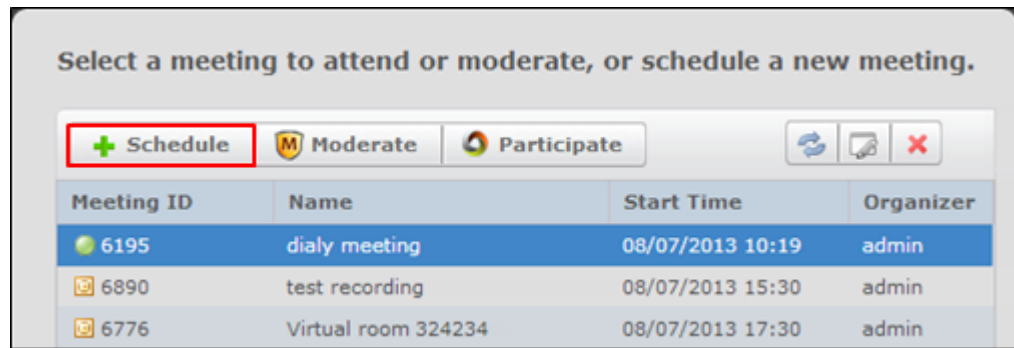 Select a meeting to attend or moderate, or schedule a new meeting.
Schedule M Moderate Participate
Meeting ID Name Start Time Organizer
6195 dialy meeting 08/07/2013 10:19 admin
6890 test recording 08/07/2013 15:30 admin
6776 Virtual room 324234 08/07/2013 17:30 admin